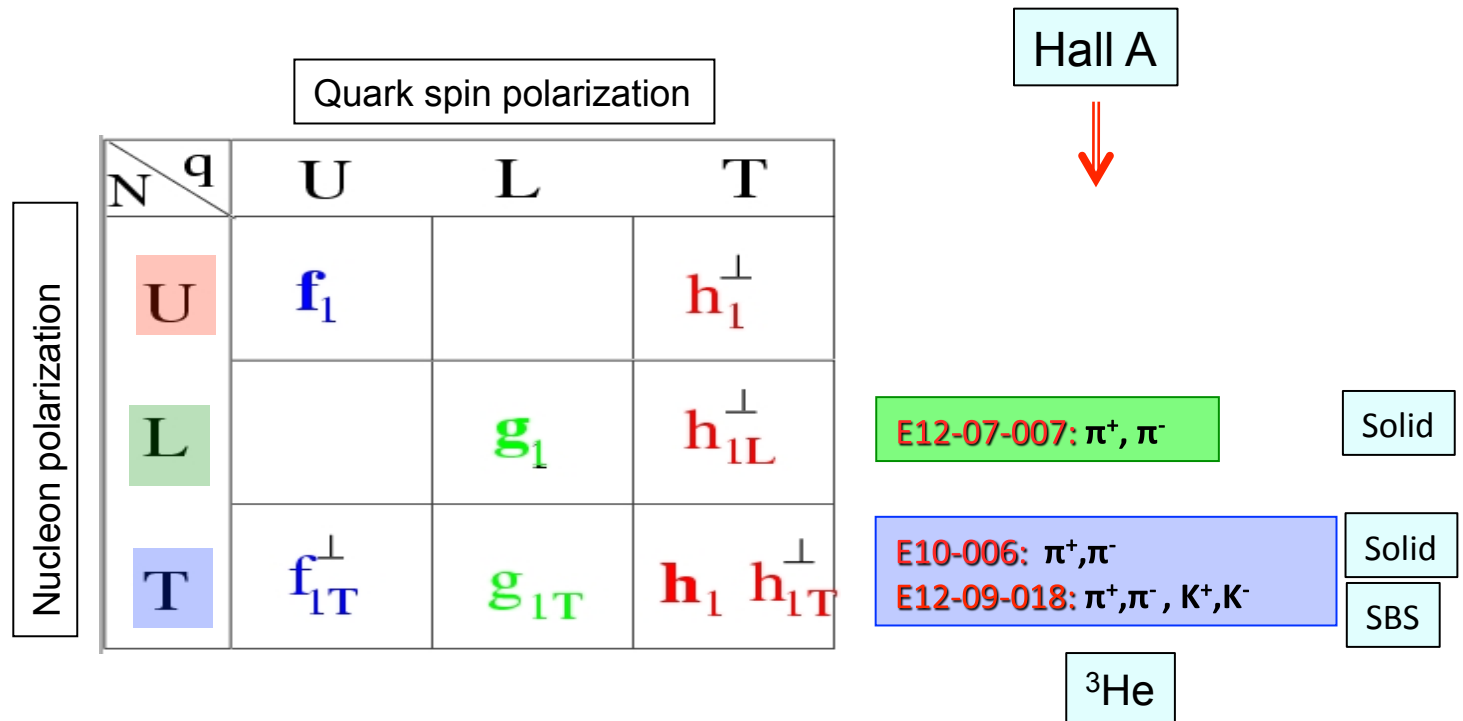 Hall A
Quark spin polarization
Nucleon polarization
N q U L T
U f₁ h₁^⊥
L g₁ h₁L^⊥
E12-07-007: π⁺, π⁻ Solid
T f₁T^⊥ g₁T h₁ h₁T^⊥
E10-006: π⁺,π⁻ Solid
E12-09-018: π⁺,π⁻ , K⁺,K⁻ SBS
³He